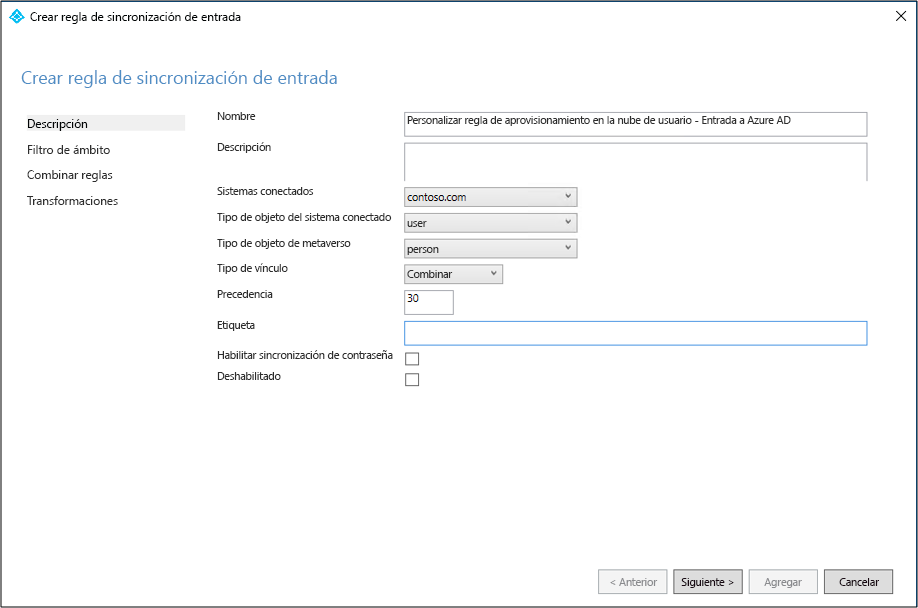 Crear regla de sincronización de entrada
Crear regla de sincronización de entrada
Descripción
Filtro de ámbito
Combinar reglas
Transformaciones
Nombre
Personalizar regla de aprovisionamiento en la nube de usuario - Entrada a Azure AD
Descripción
Sistemas conectados
contoso.com
Tipo de objeto del sistema conectado
user
Tipo de objeto de metaverso
person
Tipo de vínculo
Combinar
Precedencia
30
Etiqueta
Habilitar sincronización de contraseña
Deshabilitado
< Anterior
Siguiente >
Agregar
Cancelar